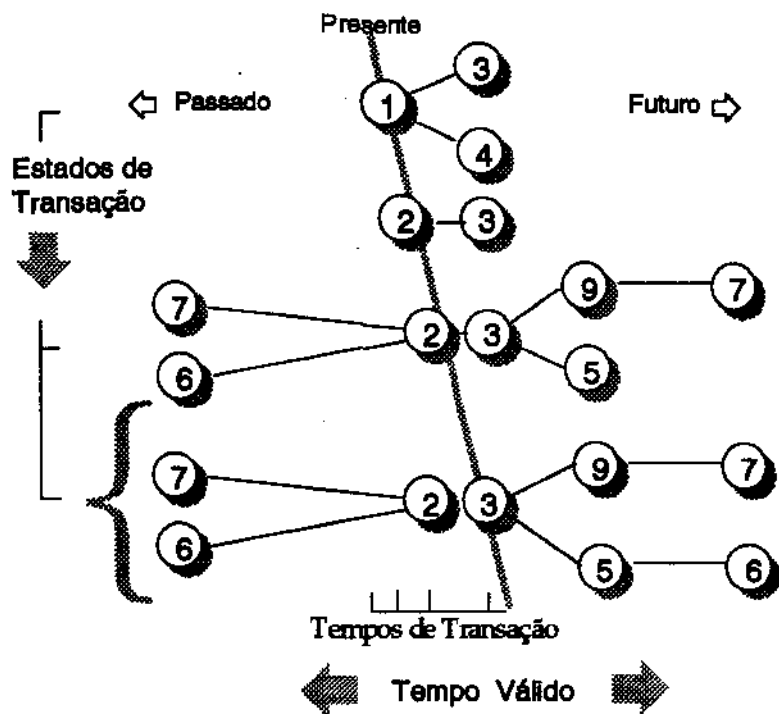 Presente
3
Passado
1
Futuro
4
Estados de
Transação
2 3
7 2 3 9 7
6 5
7 2 3 9 7
6 5 6
Tempos de Transação
Tempo Válido